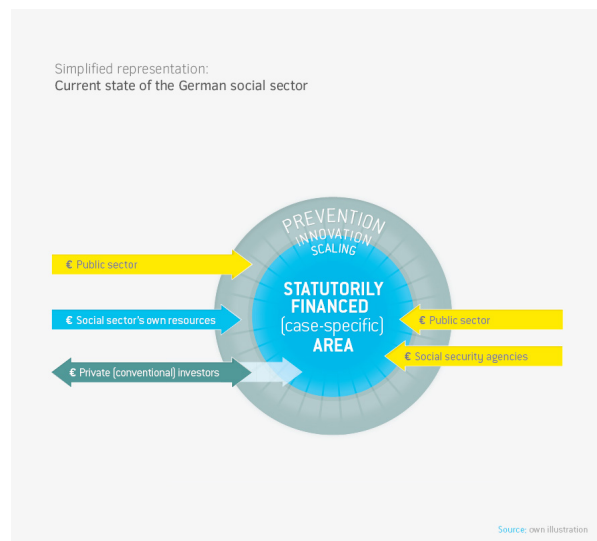 Simplified representation:
Current state of the German social sector
PREVENTION
INNOVATION
SCALING
€ Public sector
STATUTORILY
FINANCED
(case-specific)
AREA
€ Social sector's own resources
€ Public sector
€ Social security agencies
€ Private (conventional) investors
Source: own illustration